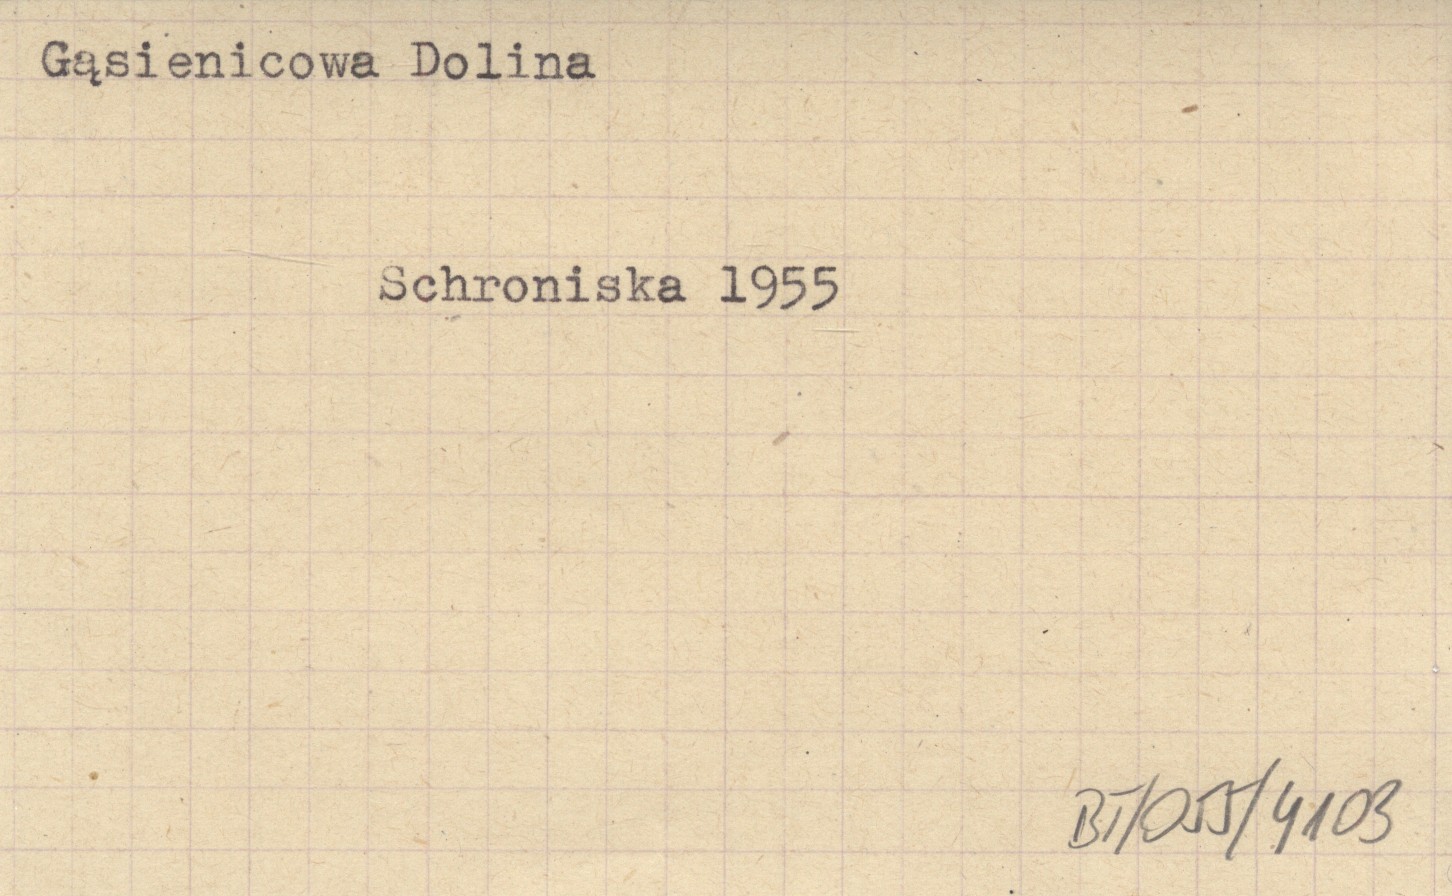 Gąsienicowa Dolina
Schroniska 1955
BT/055/4103